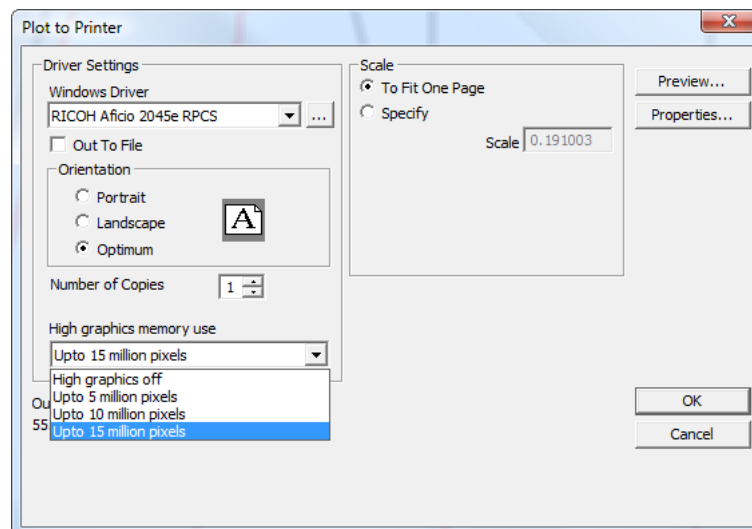 Plot to Printer
Driver Settings
Windows Driver
RICOH Aficio 2045e RPCS
...
Out To File
Orientation
Portrait
Landscape
Optimum
A
Number of Copies
1
High graphics memory use
Upto 15 million pixels
High graphics off
Upto 5 million pixels
Upto 10 million pixels
Upto 15 million pixels
Ou
55
Scale
To Fit One Page
Specify
Scale 0.191003
Preview...
Properties...
OK
Cancel